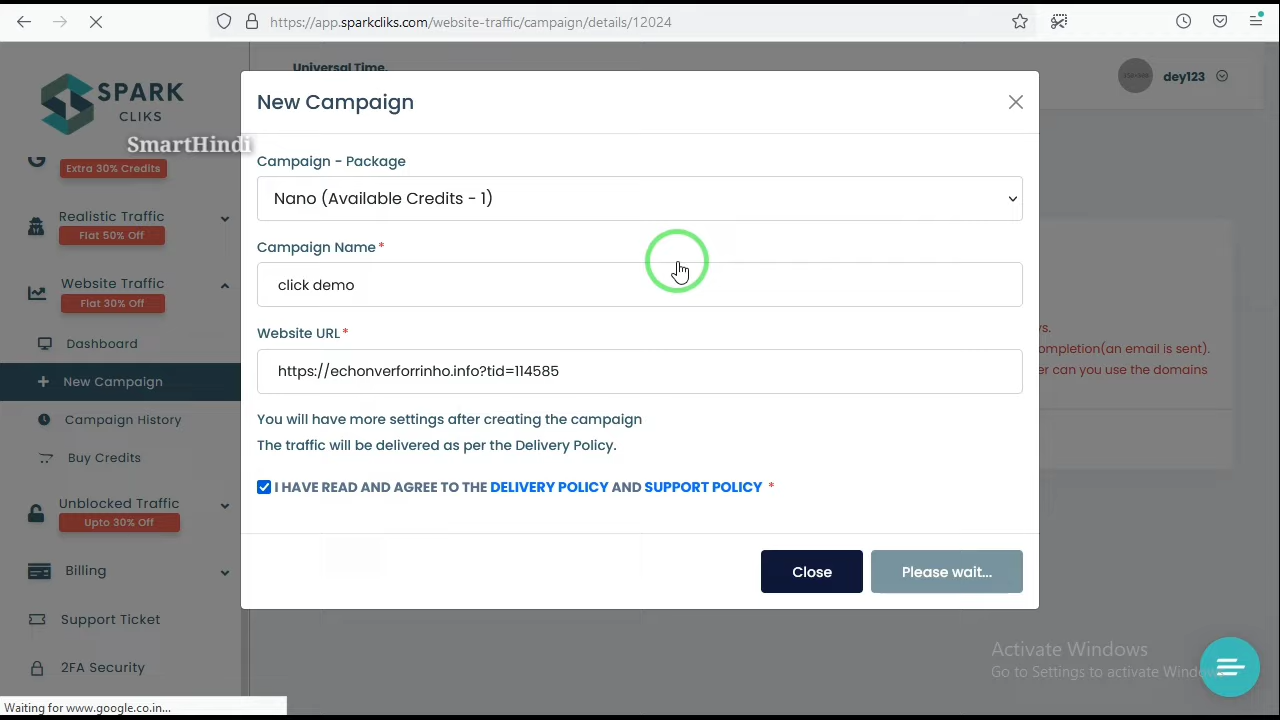 https://app.sparkcliks.com/website-traffic/campaign/details/12024
Universal Time.
dey123
SPARK
CLIKS
SmartHindi
Extra 30% Credits
Realistic Traffic
Flat 50% Off
Website Traffic
Flat 30% Off
Dashboard
New Campaign
Campaign History
Buy Credits
Unblocked Traffic
Upto 30% Off
Billing
Support Ticket
2FA Security
New Campaign
Campaign - Package
Nano (Available Credits - 1)
Campaign Name*
click demo
Website URL*
https://echonverforrinho.info?tid=114585
You will have more settings after creating the campaign
The traffic will be delivered as per the Delivery Policy.
I HAVE READ AND AGREE TO THE DELIVERY POLICY AND SUPPORT POLICY *
Close
Please wait...
ompletion(an email is sent).
er can you use the domains
Activate Windows
Go to Settings to activate Windows.
Waiting for www.google.co.in...